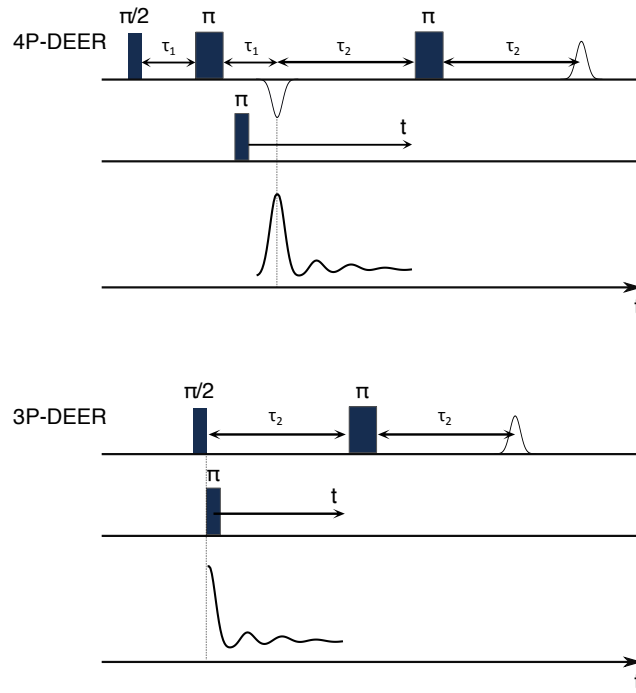 π/2 π π
4P-DEER τ1 τ1 τ2 τ2
π t
π/2 π
3P-DEER τ2 τ2
π t